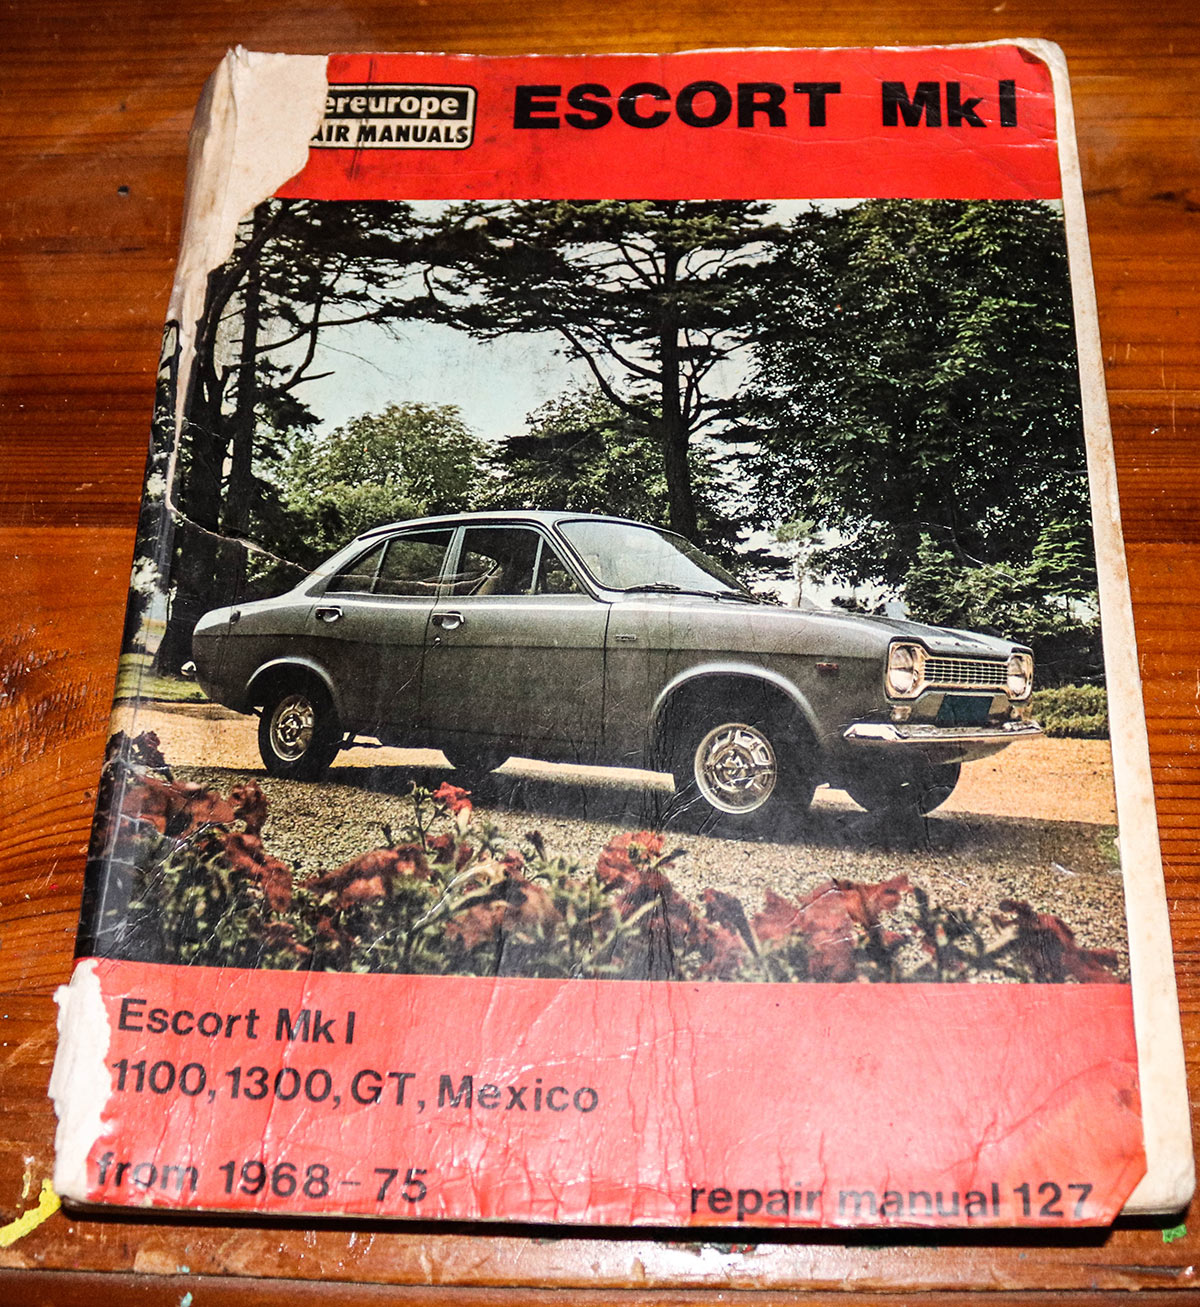 ereurope
AIR MANUALS
ESCORT Mk I
Escort Mk I
1100, 1300, GT, Mexico
from 1968-75
repair manual 127